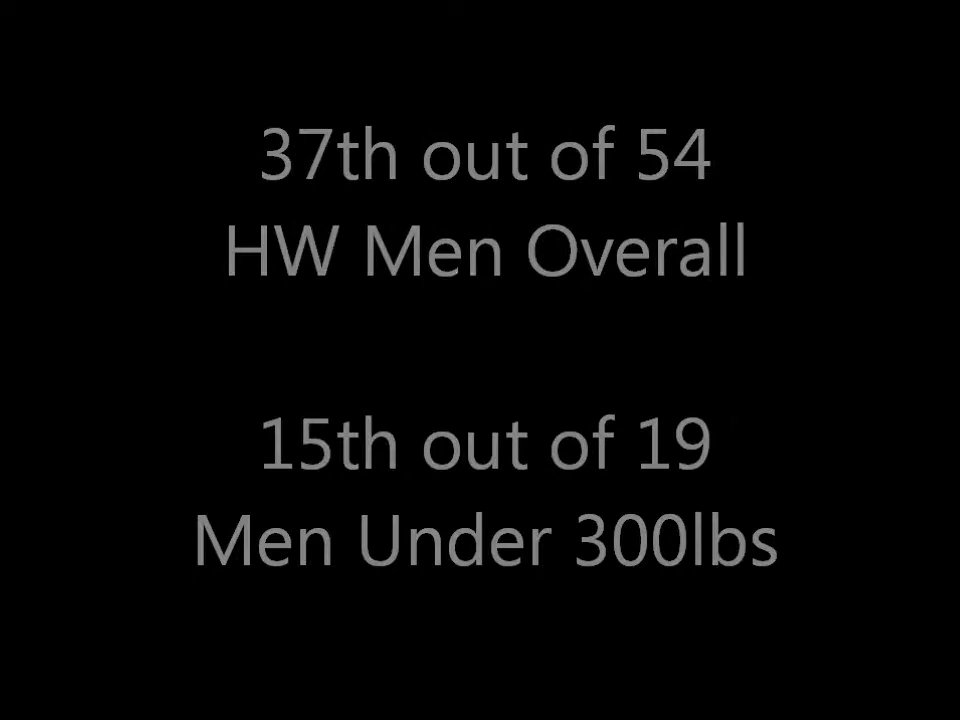 37th out of 54
HW Men Overall
15th out of 19
Men Under 300lbs